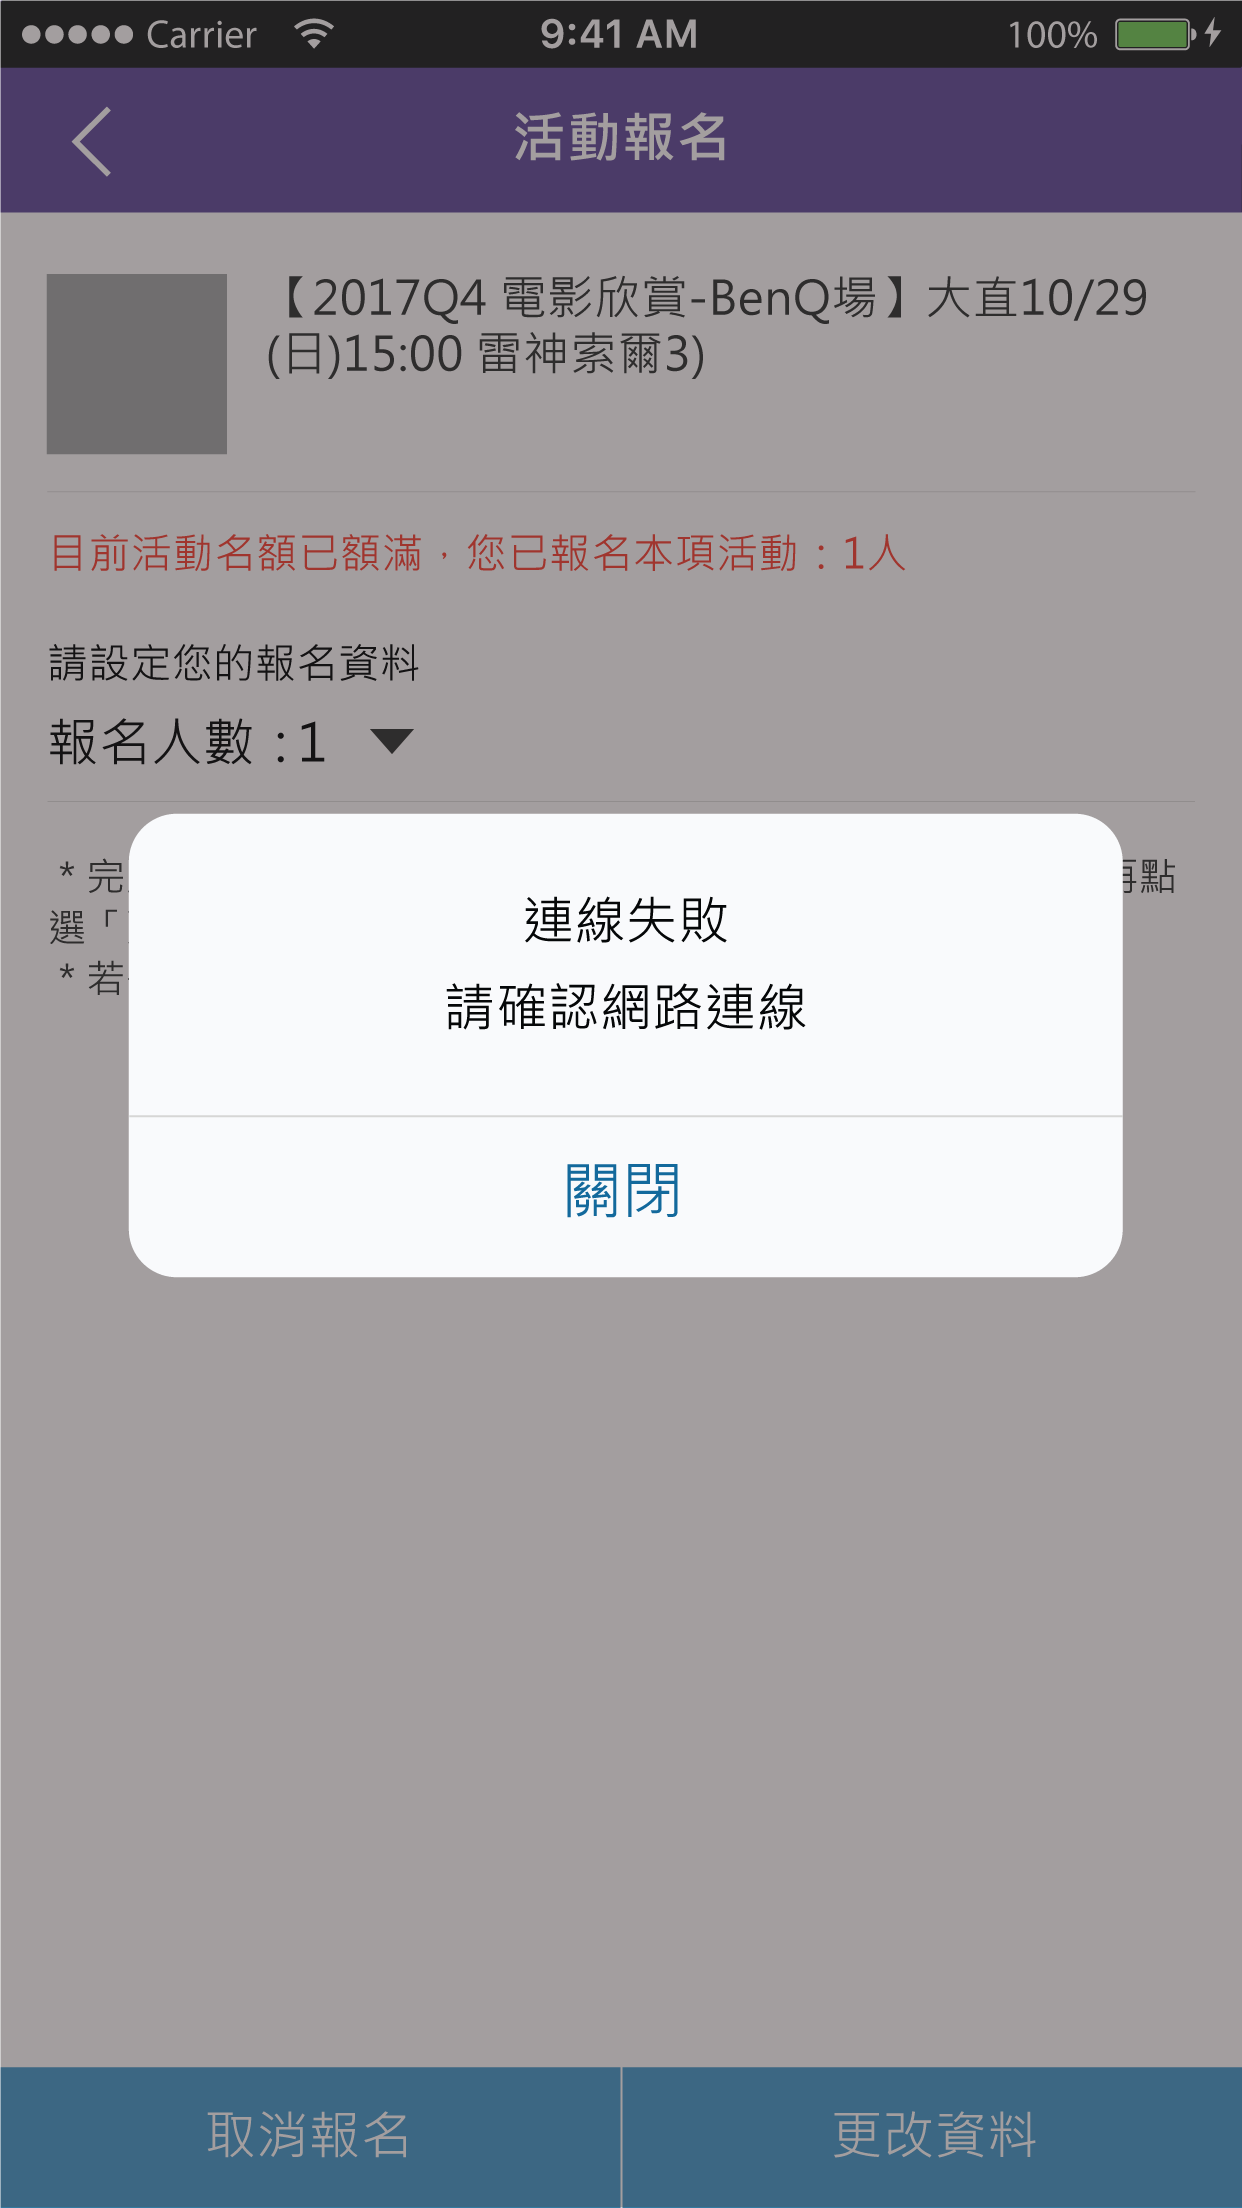 Carrier 9:41 AM 100%
活動報名
【2017Q4 電影欣賞-BenQ場】大直10/29
(日)15:00 雷神索爾3)
目前活動名額已額滿，您已報名本項活動：1人
請設定您的報名資料
報名人數：1
* 完 再點
選「
* 若
連線失敗
請確認網路連線
關閉
取消報名
更改資料